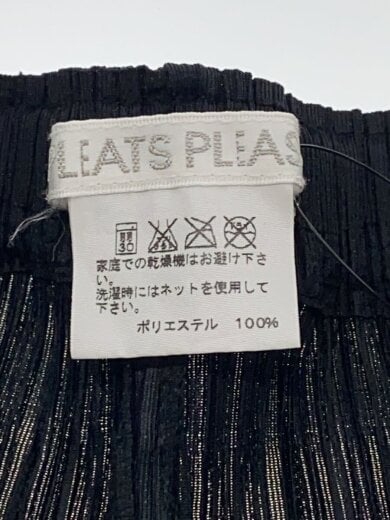 LEATS PLEAS
30
家庭での乾燥機はお避け下さ
い。
洗濯時にはネットを使用して
下さい。
ポリエステル 100%